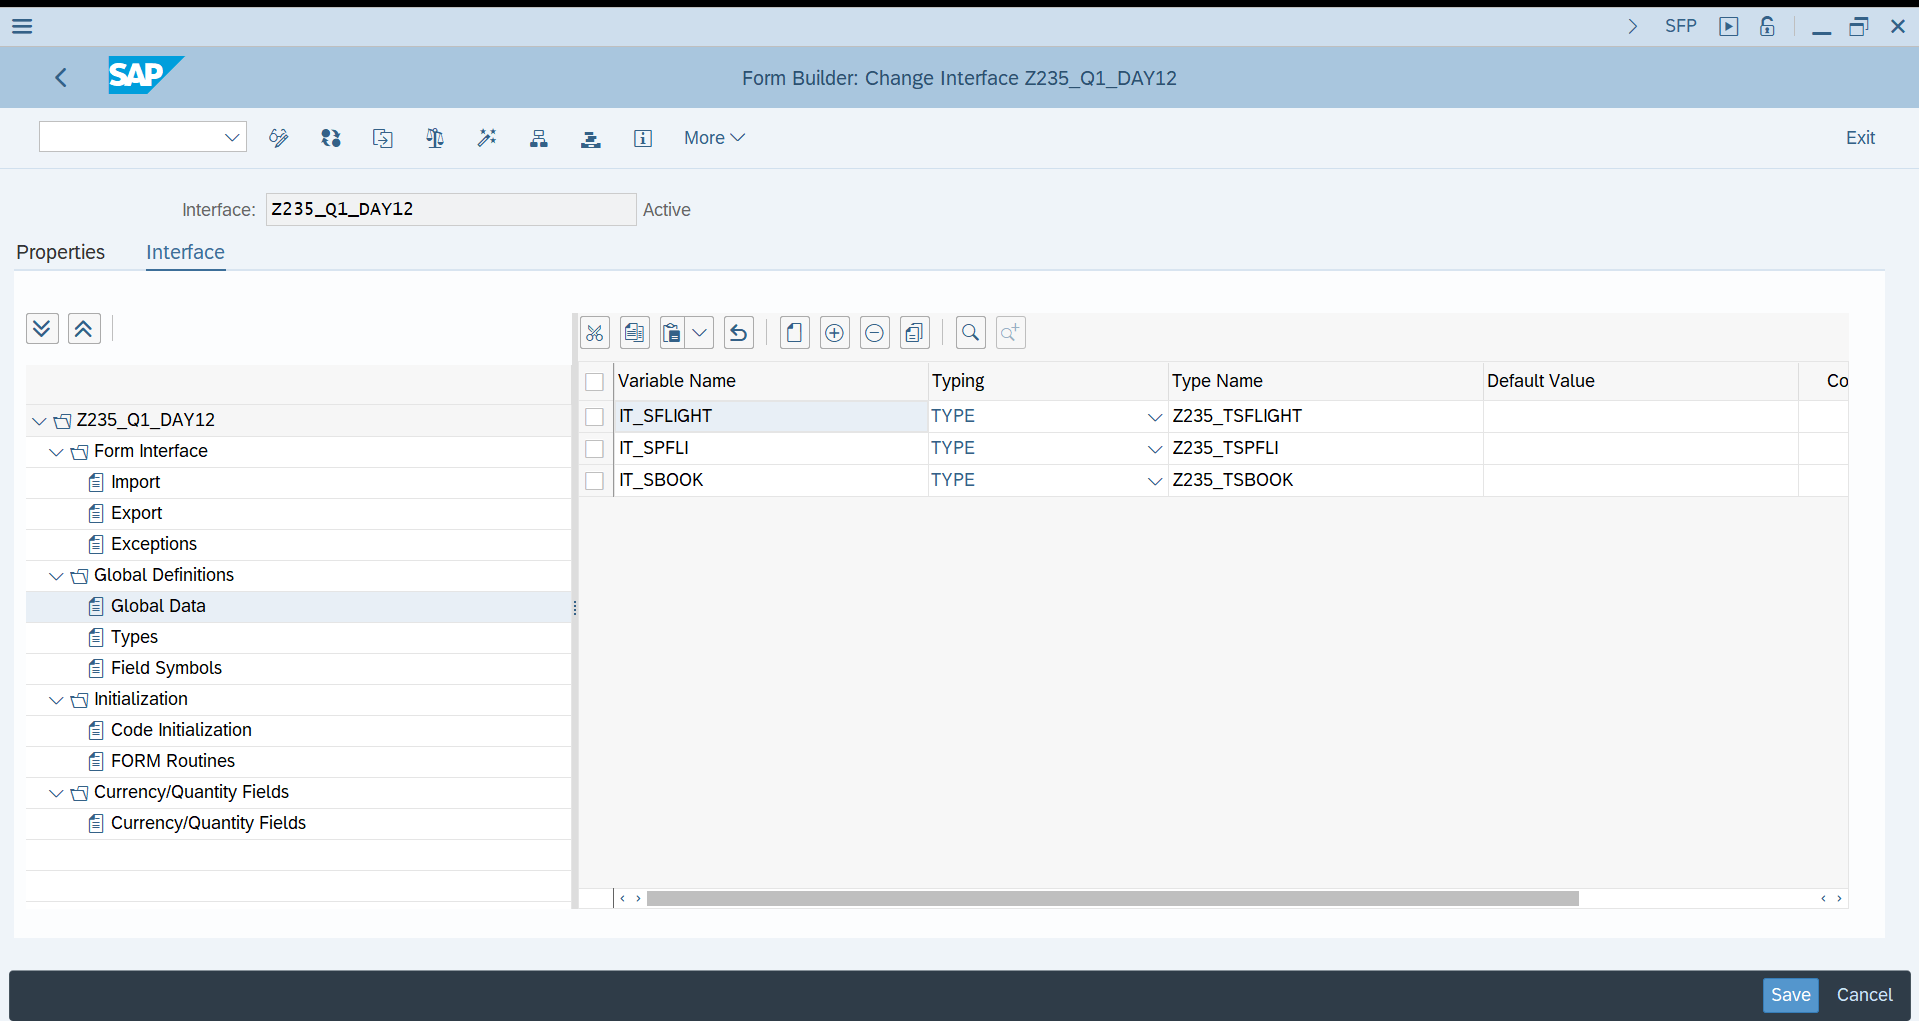 SFP
SAP
Form Builder: Change Interface Z235_Q1_DAY12
More
Exit
Interface: Z235_Q1_DAY12 Active
Properties Interface
Variable Name Typing Type Name Default Value Co
IT_SFLIGHT TYPE Z235_TSFLIGHT
IT_SPFLI TYPE Z235_TSPFLI
IT_SBOOK TYPE Z235_TSBOOK
Z235_Q1_DAY12
Form Interface
Import
Export
Exceptions
Global Definitions
Global Data
Types
Field Symbols
Initialization
Code Initialization
FORM Routines
Currency/Quantity Fields
Currency/Quantity Fields
Save Cancel